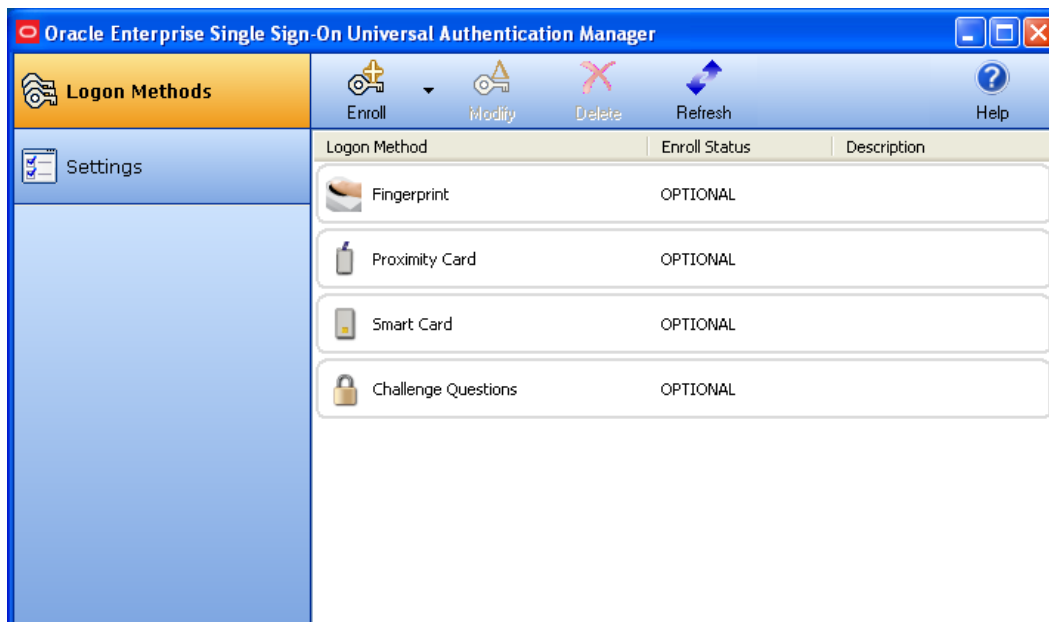 Oracle Enterprise Single Sign-On Universal Authentication Manager
Logon Methods
Settings
Enroll
Modify
Delete
Refresh
Help
Logon Method Enroll Status Description
Fingerprint OPTIONAL
Proximity Card OPTIONAL
Smart Card OPTIONAL
Challenge Questions OPTIONAL